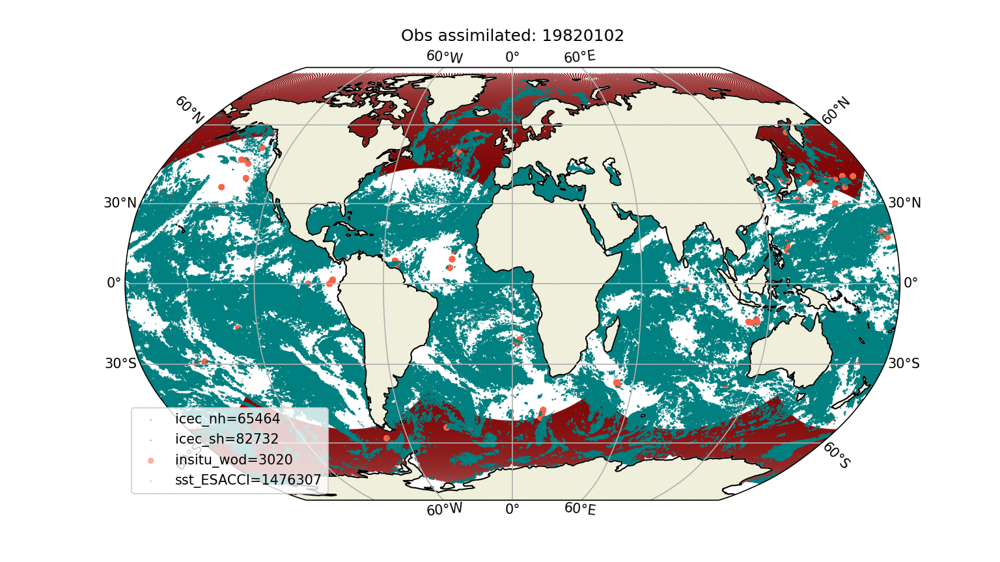 Obs assimilated: 19820102
60°W 0° 60°E
60°N 60°N
30°N 30°N
0° 0°
30°S 30°S
icec_nh=65464
icec_sh=82732
60°S 60°S
insitu_wod=3020
sst_ESACCI=1476307
60°W 0° 60°E